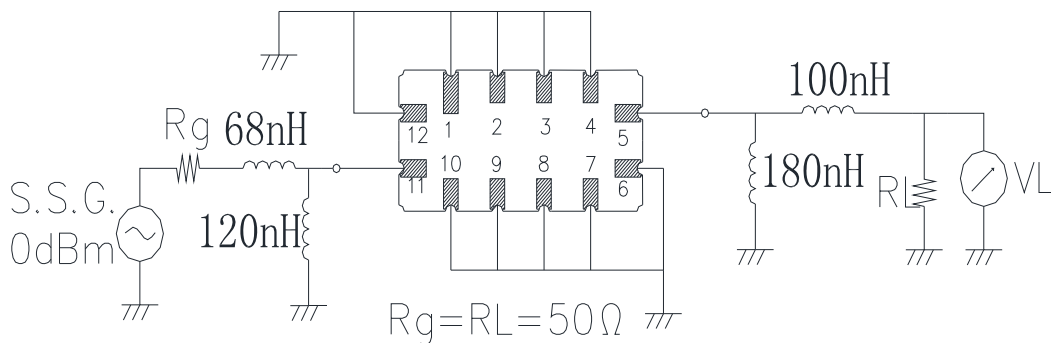 100nH
Rg 68nH
12 1 2 3 4 5
11 10 9 8 7 6
180nH
RL
VL
S.S.G.
0dBm
120nH
Rg=RL=50Ω